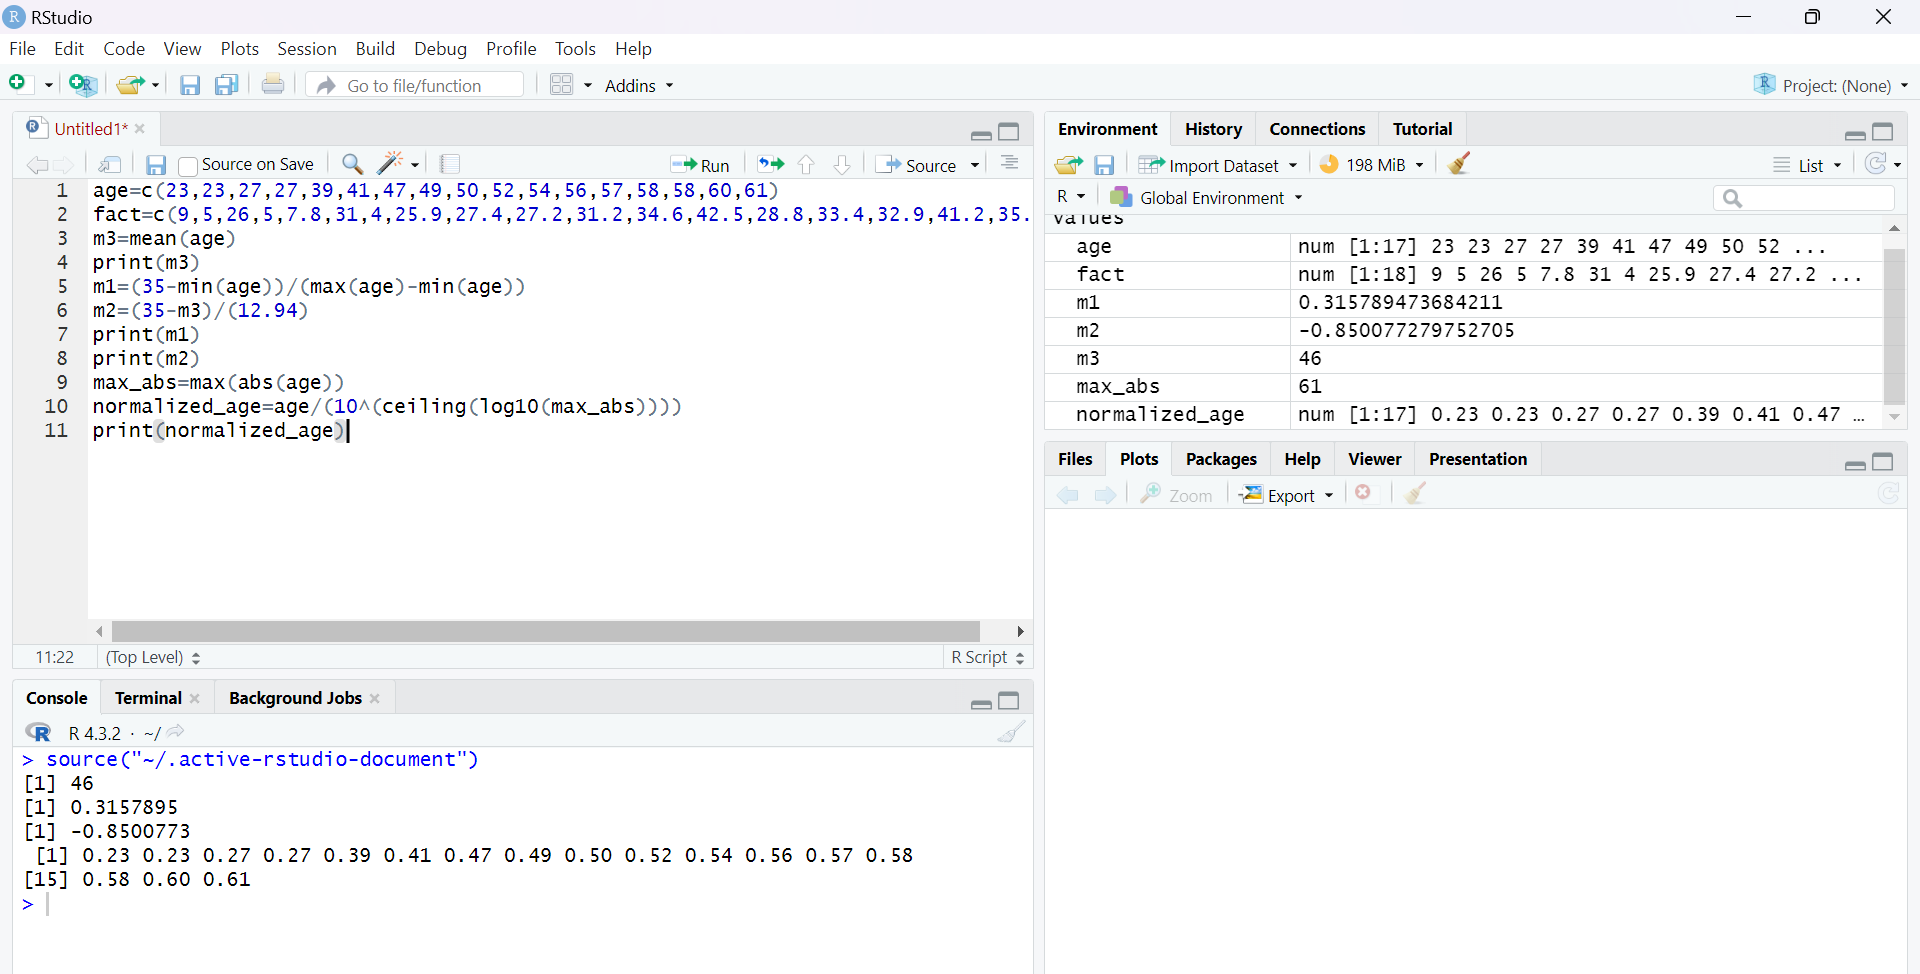 RStudio
File Edit Code View Plots Session Build Debug Profile Tools Help
Go to file/function Addins Project: (None)
Untitled1*
Source on Save Run Source
1 age=c(23,23,27,27,39,41,47,49,50,52,54,56,57,58,58,60,61)
2 fact=c(9,5,26,5,7.8,31,4,25.9,27.4,27.2,31.2,34.6,42.5,28.8,33.4,32.9,41.2,35.
3 m3=mean(age)
4 print(m3)
5 m1=(35-min(age))/(max(age)-min(age))
6 m2=(35-m3)/(12.94)
7 print(m1)
8 print(m2)
9 max_abs=max(abs(age))
10 normalized_age=age/(10^(ceiling(log10(max_abs))))
11 print(normalized_age)
11:22 (Top Level) R Script
Console Terminal Background Jobs
R 4.3.2 · ~/
> source("~/.active-rstudio-document")
[1] 46
[1] 0.3157895
[1] -0.8500773
[1] 0.23 0.23 0.27 0.27 0.39 0.41 0.47 0.49 0.50 0.52 0.54 0.56 0.57 0.58
[15] 0.58 0.60 0.61
>
Environment History Connections Tutorial
Import Dataset 198 MiB List
R Global Environment
values
age num [1:17] 23 23 27 27 39 41 47 49 50 52 ...
fact num [1:18] 9 5 26 5 7.8 31 4 25.9 27.4 27.2 ...
m1 0.315789473684211
m2 -0.850077279752705
m3 46
max_abs 61
normalized_age num [1:17] 0.23 0.23 0.27 0.27 0.39 0.41 0.47 …
Files Plots Packages Help Viewer Presentation
Zoom Export